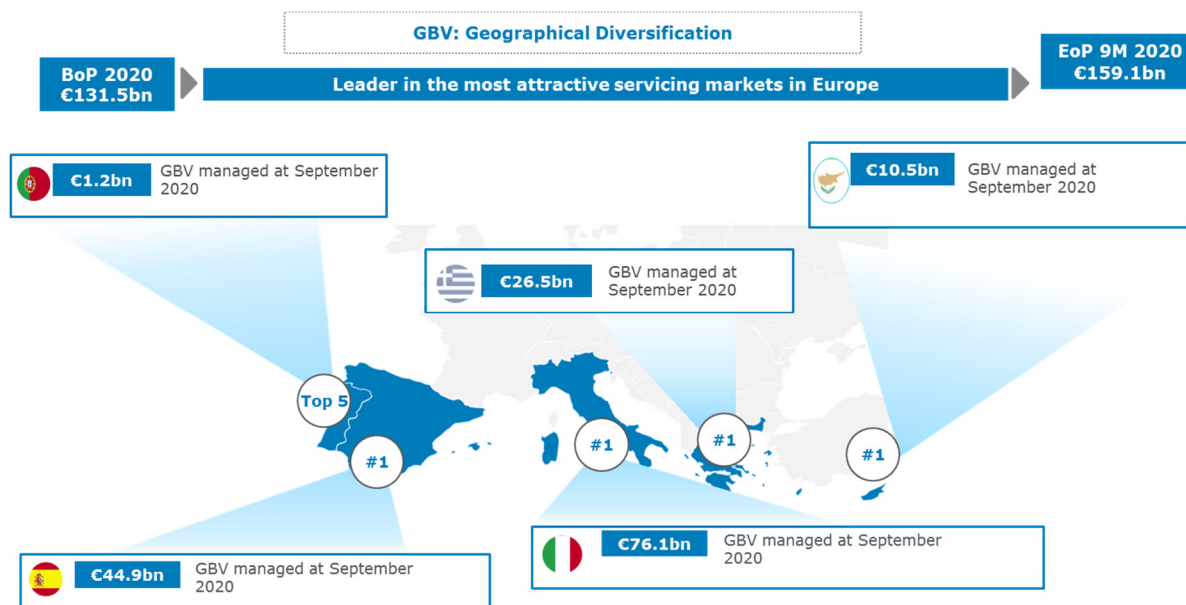 GBV: Geographical Diversification
BoP 2020
€131.5bn
Leader in the most attractive servicing markets in Europe
EoP 9M 2020
€159.1bn
€1.2bn
GBV managed at September
2020
€10.5bn
GBV managed at
September 2020
€26.5bn
GBV managed at
September 2020
Top 5
#1
#1
#1
#1
€76.1bn
GBV managed at September
2020
€44.9bn
GBV managed at September
2020